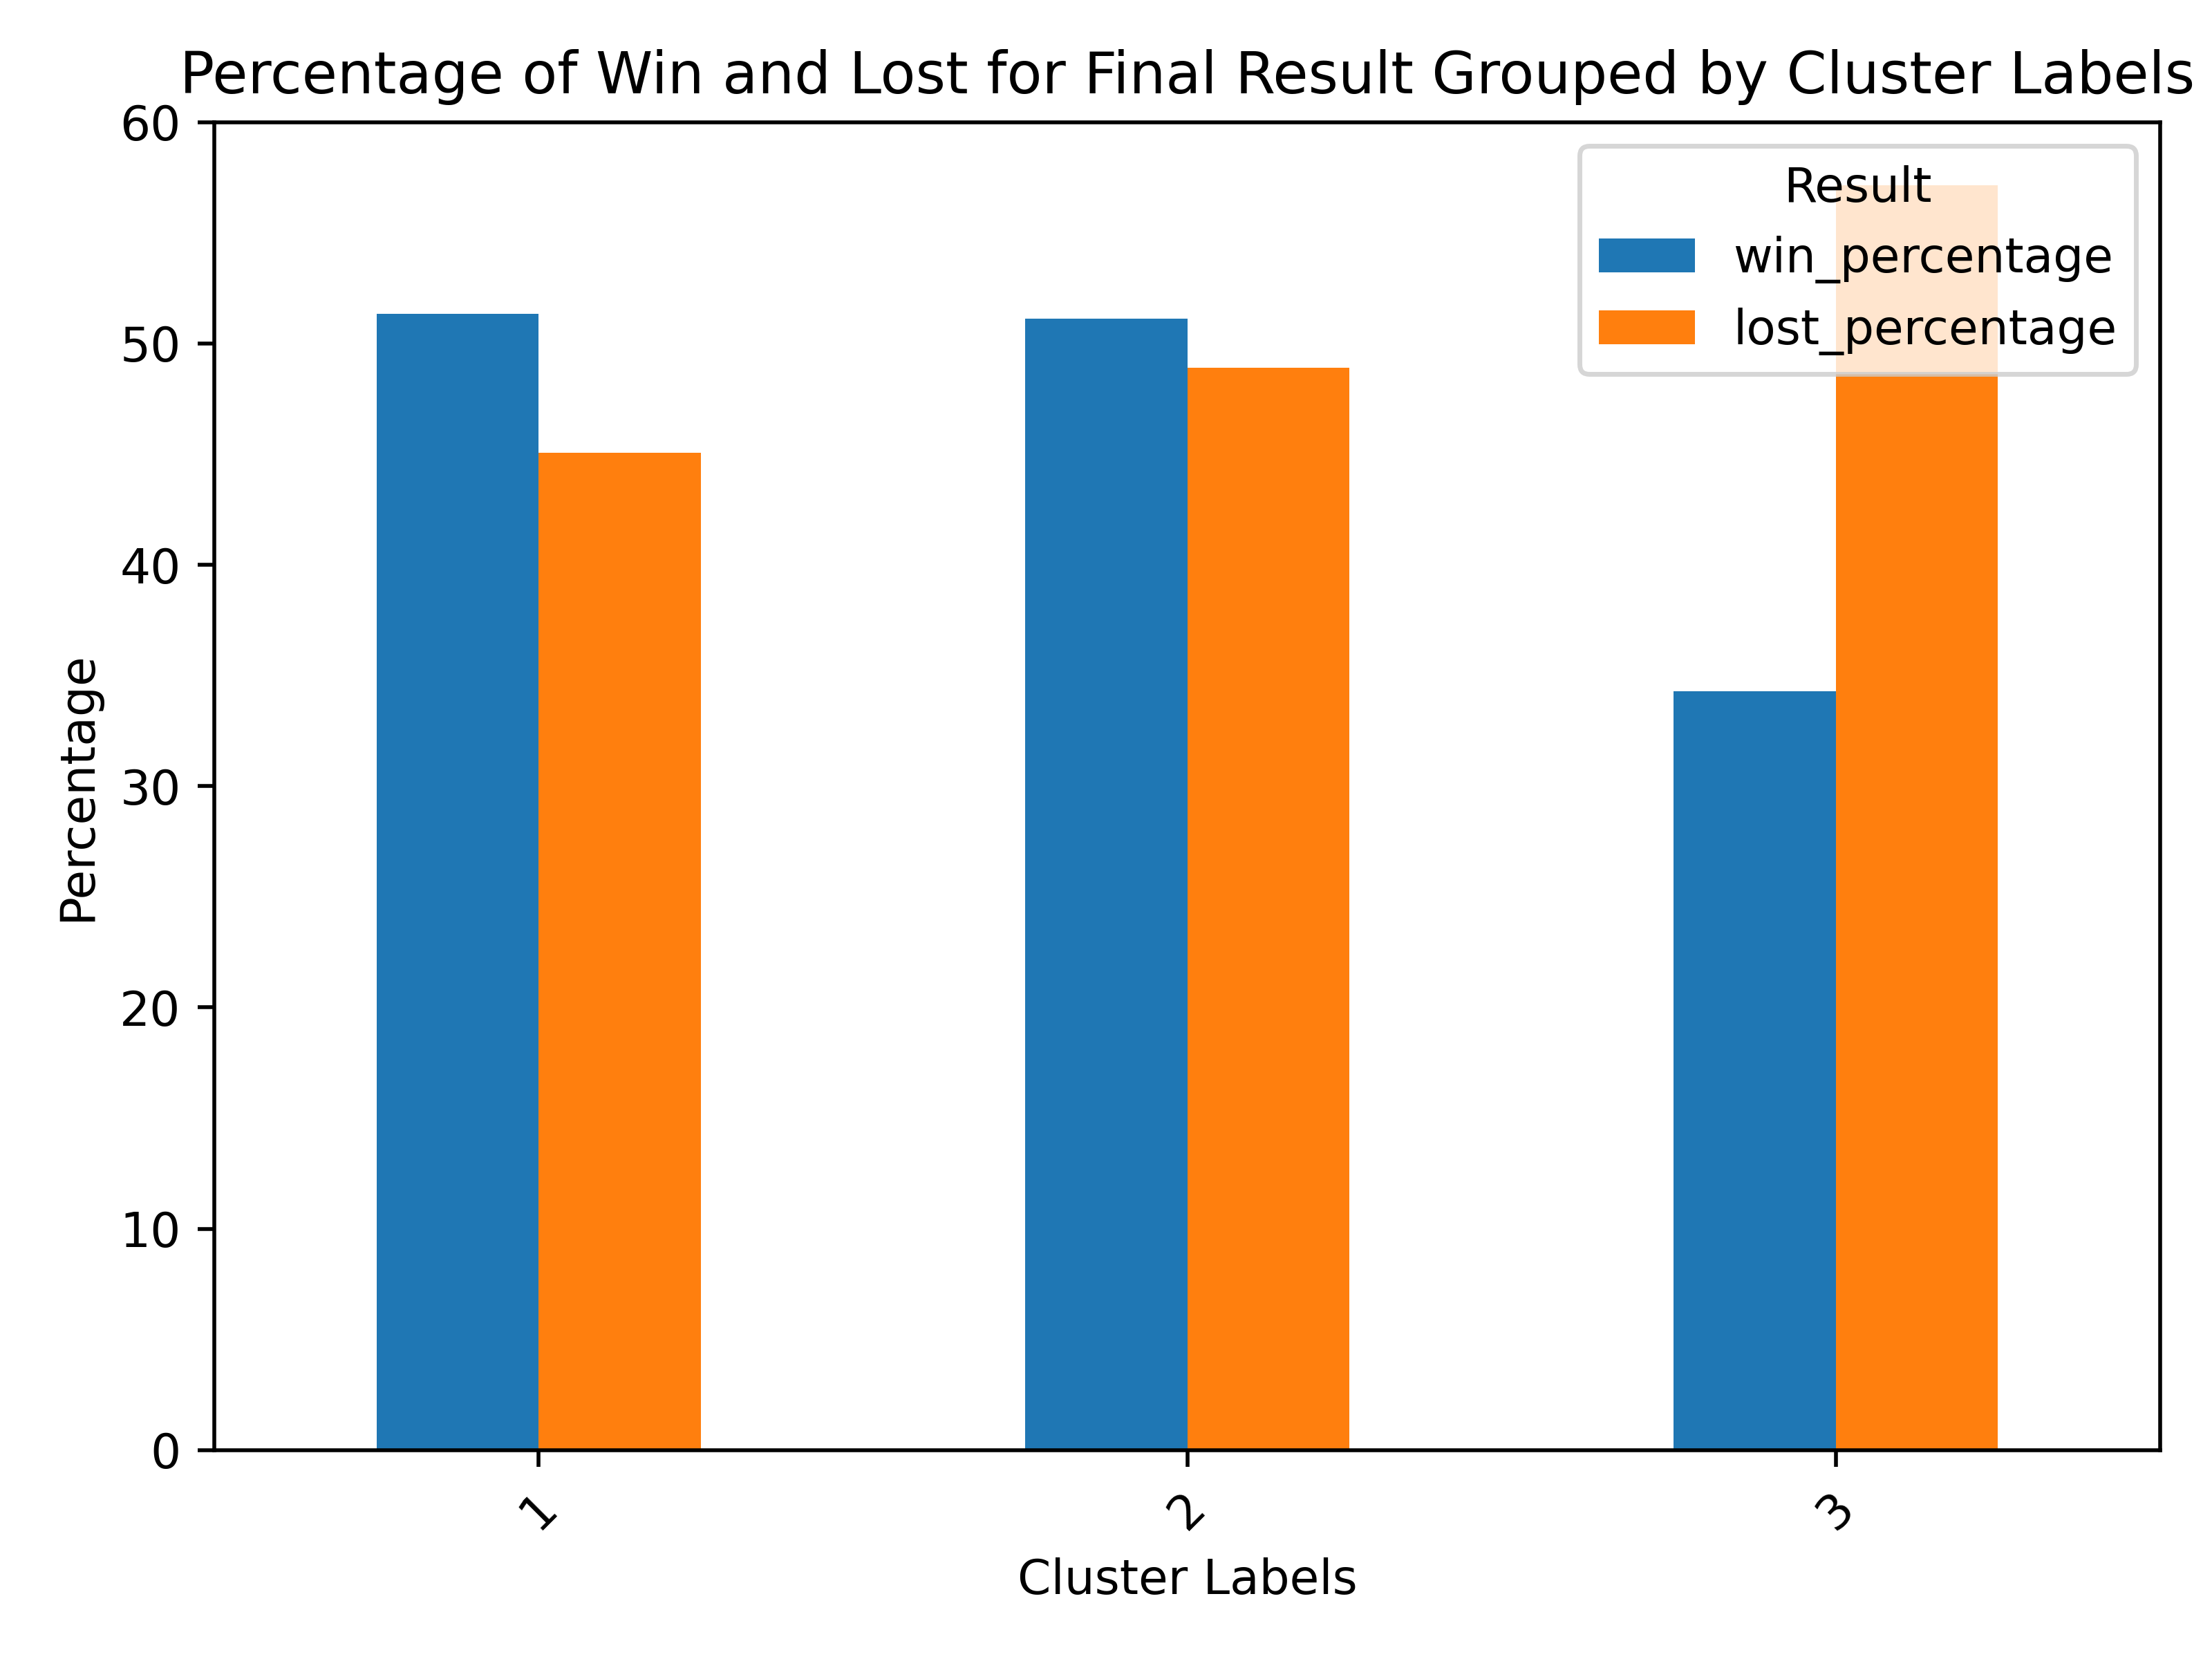 Percentage of Win and Lost for Final Result Grouped by Cluster Labels
60
50
40
30
20
10
0
Percentage
Result
win_percentage
lost_percentage
1
2
3
Cluster Labels